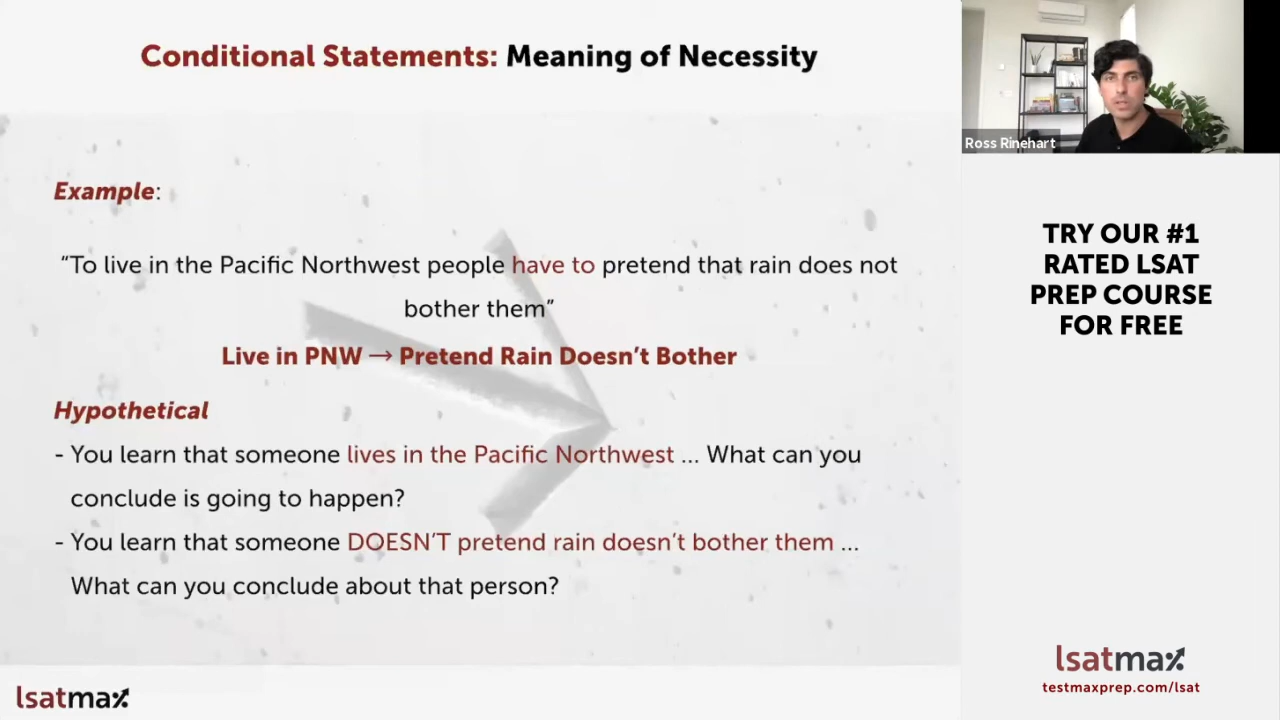 Conditional Statements: Meaning of Necessity
Example:
“To live in the Pacific Northwest people have to pretend that rain does not
bother them”
Live in PNW → Pretend Rain Doesn’t Bother
Hypothetical
- You learn that someone lives in the Pacific Northwest ... What can you
conclude is going to happen?
- You learn that someone DOESN’T pretend rain doesn’t bother them ...
What can you conclude about that person?
lsatmax
Ross Rinehart
TRY OUR #1
RATED LSAT
PREP COURSE
FOR FREE
lsatmax
testmaxprep.com/lsat